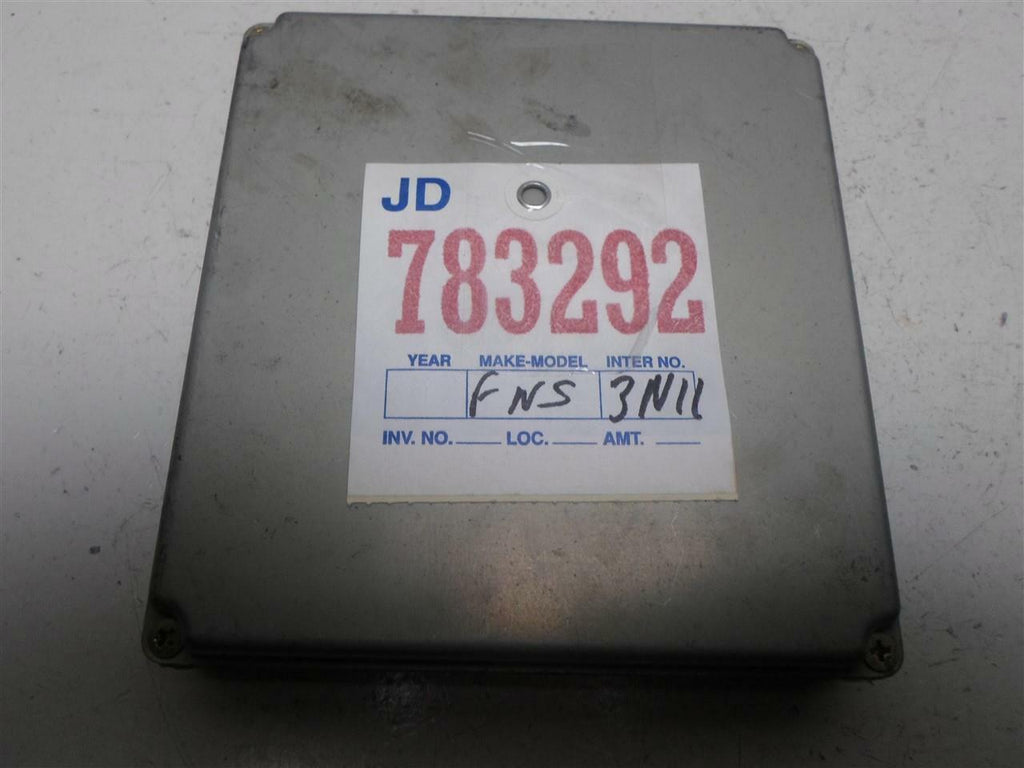 JD
783292
YEAR MAKE-MODEL INTER NO.
FNS 3N11
INV. NO. LOC. AMT.